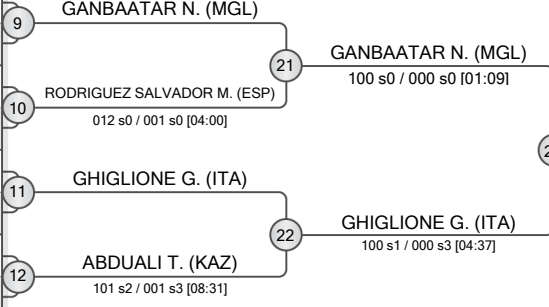 GANBAATAR N. (MGL)
9
21
GANBAATAR N. (MGL)
100 s0 / 000 s0 [01:09]
RODRIGUEZ SALVADOR M. (ESP)
10
012 s0 / 001 s0 [04:00]
GHIGLIONE G. (ITA)
11
22
GHIGLIONE G. (ITA)
100 s1 / 000 s3 [04:37]
ABDUALI T. (KAZ)
12
101 s2 / 001 s3 [08:31]